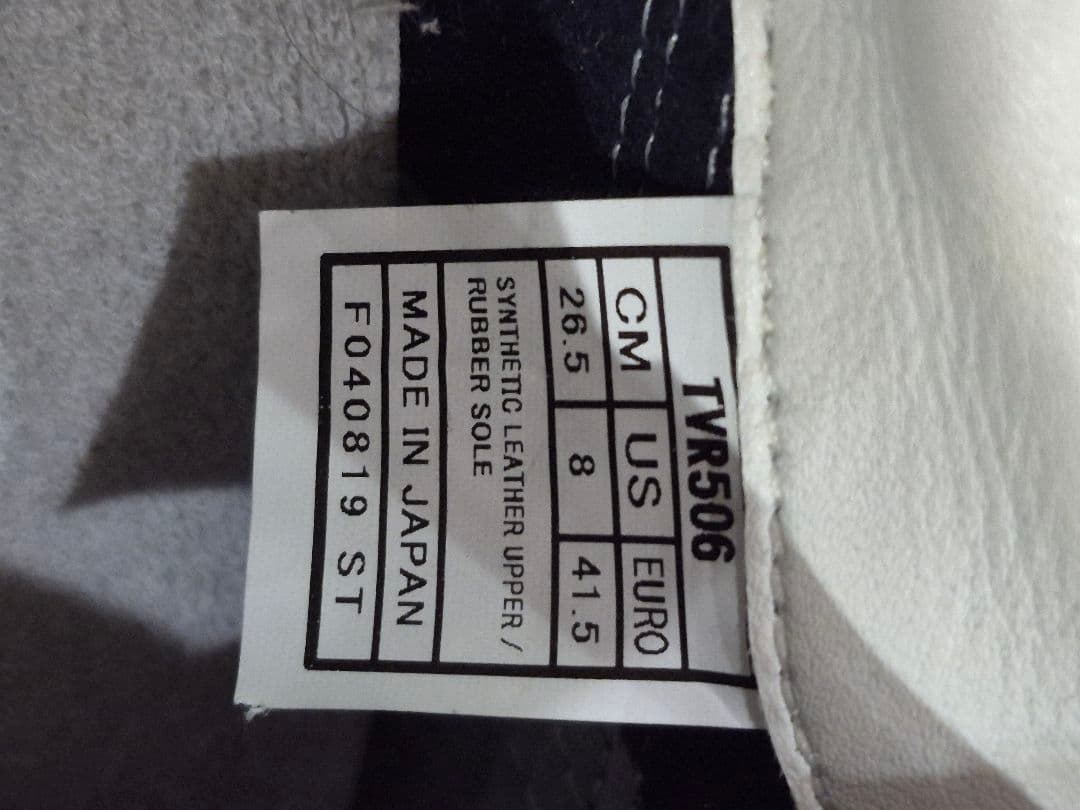 TVR506
CM US EURO
26.5 8 41.5
SYNTHETIC LEATHER UPPER /
RUBBER SOLE
MADE IN JAPAN
F040819 ST